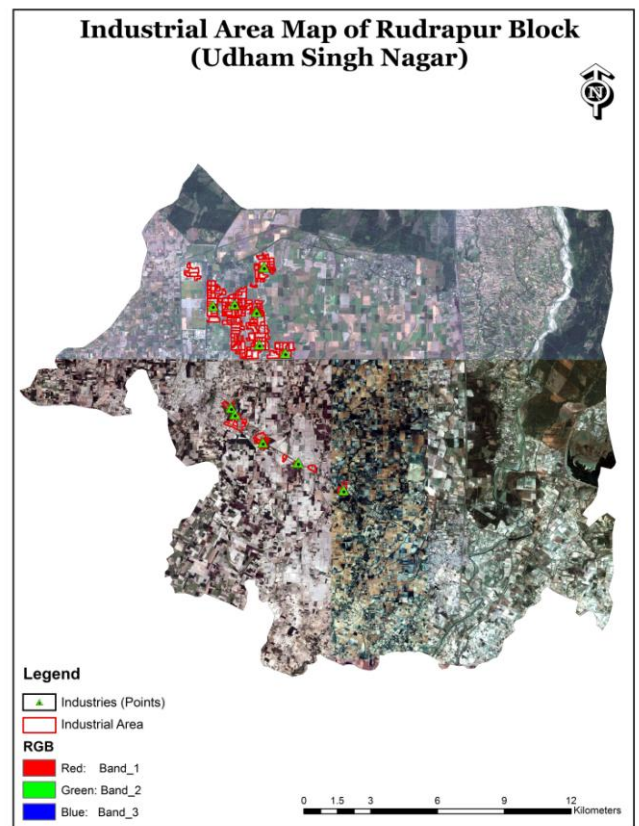 Industrial Area Map of Rudrapur Block
(Udham Singh Nagar)
N
Legend
Industries (Points)
Industrial Area
RGB
Red: Band_1
Green: Band_2
Blue: Band_3
0 1.5 3 6 9 12
Kilometers